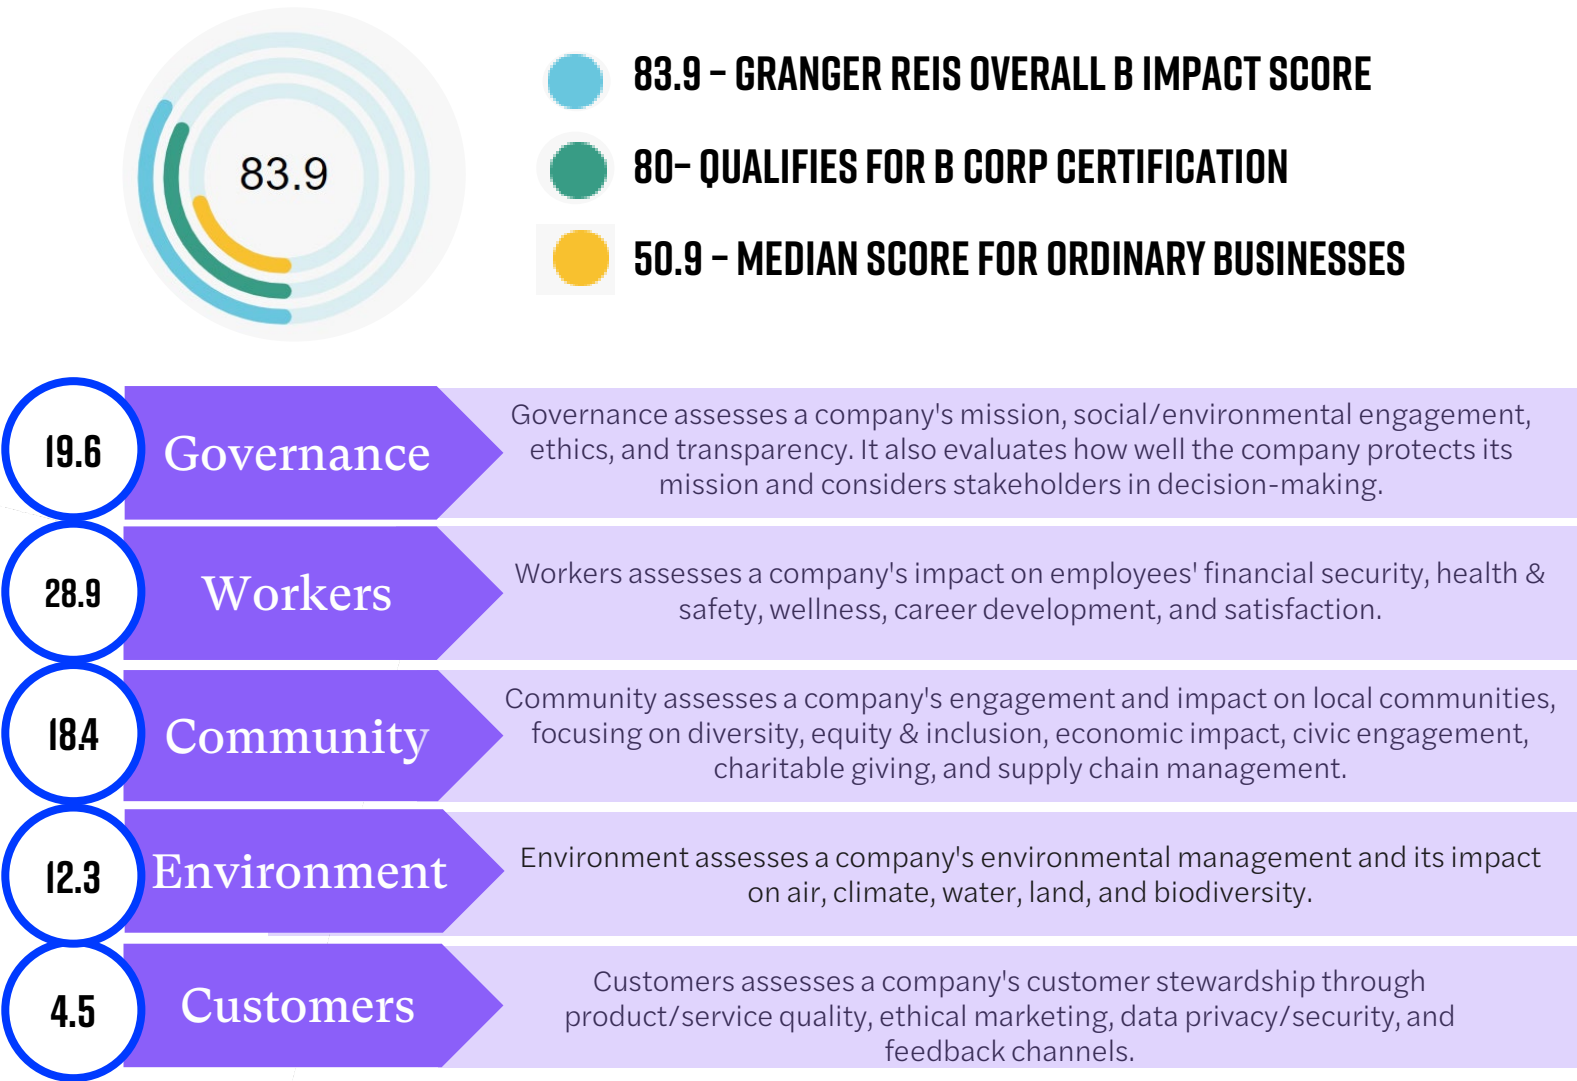 83.9
83.9 – GRANGER REIS OVERALL B IMPACT SCORE
80– QUALIFIES FOR B CORP CERTIFICATION
50.9 – MEDIAN SCORE FOR ORDINARY BUSINESSES
19.6
Governance
Governance assesses a company's mission, social/environmental engagement,
ethics, and transparency. It also evaluates how well the company protects its
mission and considers stakeholders in decision-making.
28.9
Workers
Workers assesses a company's impact on employees' financial security, health &
safety, wellness, career development, and satisfaction.
18.4
Community
Community assesses a company's engagement and impact on local communities,
focusing on diversity, equity & inclusion, economic impact, civic engagement,
charitable giving, and supply chain management.
12.3
Environment
Environment assesses a company's environmental management and its impact
on air, climate, water, land, and biodiversity.
4.5
Customers
Customers assesses a company's customer stewardship through
product/service quality, ethical marketing, data privacy/security, and
feedback channels.